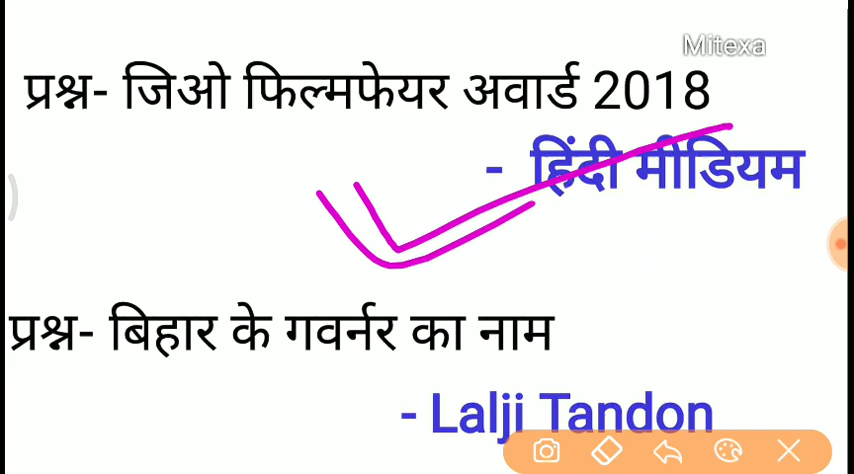 Mitexa
प्रश्न- जिओ फिल्मफेयर अवार्ड 2018
- हिंदी मीडियम
प्रश्न- बिहार के गवर्नर का नाम
- Lalji Tandon